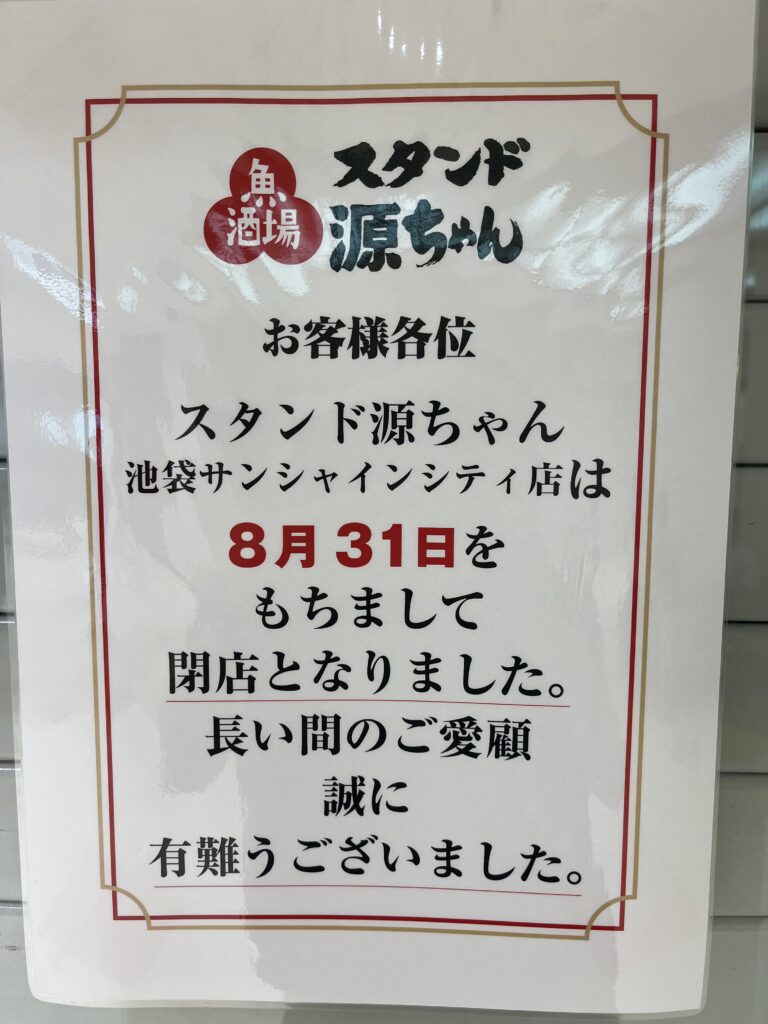 魚
酒場
スタンド
源ちゃん
お客様各位
スタンド源ちゃん
池袋サンシャインシティ店は
8月31日を
もちまして
閉店となりました。
長い間のご愛顧
誠に
有難うございました。